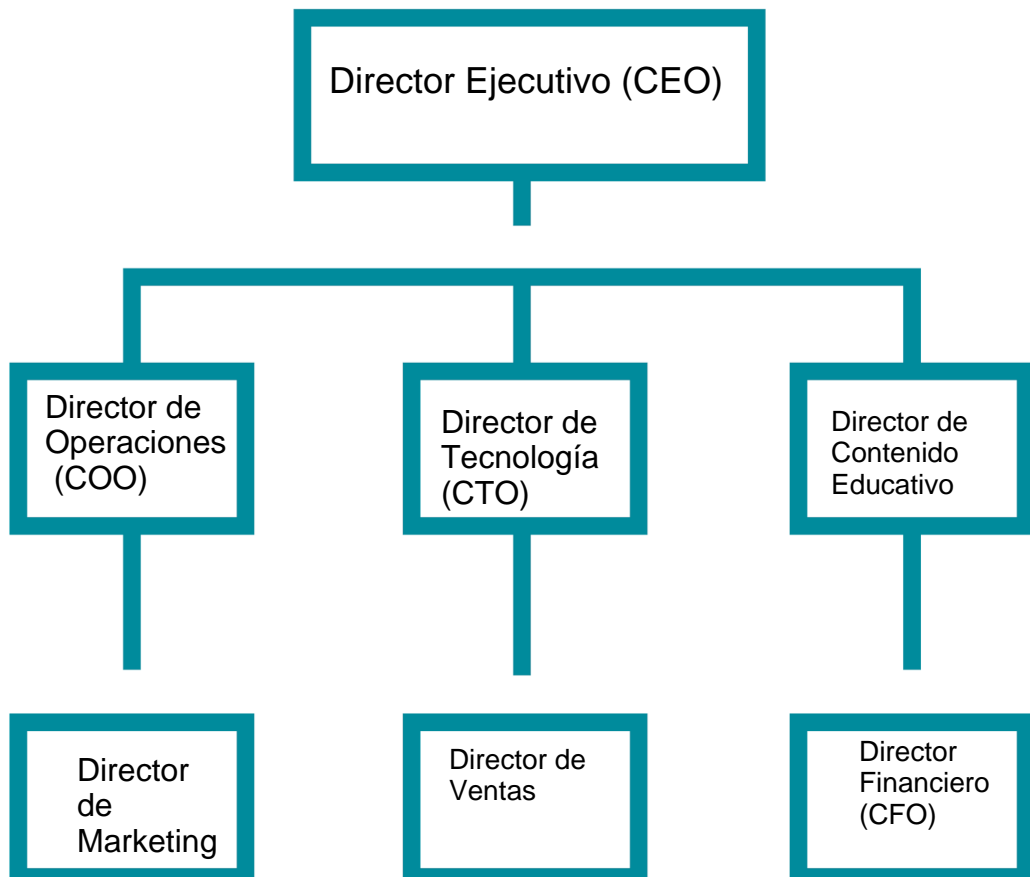 Director Ejecutivo (CEO)
Director de
Operaciones
(COO)
Director de
Tecnología
(CTO)
Director de
Contenido
Educativo
Director
de
Marketing
Director de
Ventas
Director
Financiero
(CFO)